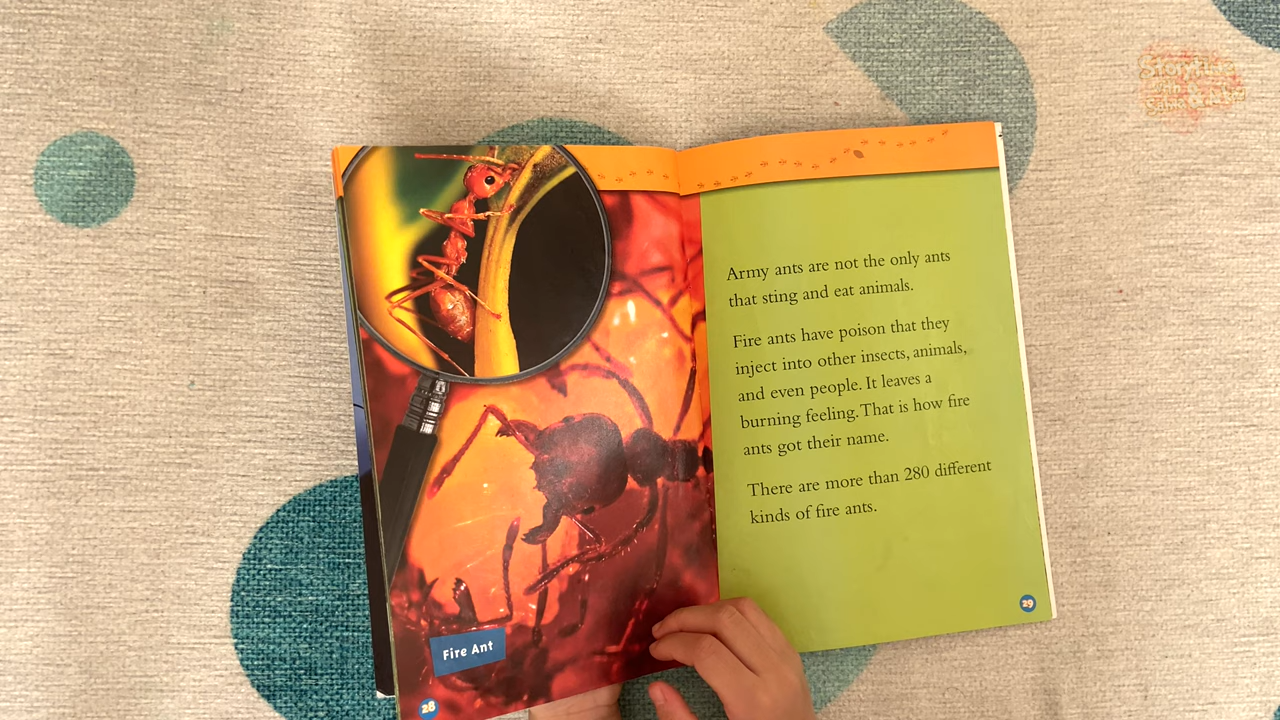 Army ants are not the only ants
that sting and eat animals.
Fire ants have poison that they
inject into other insects, animals,
and even people. It leaves a
burning feeling. That is how fire
ants got their name.
There are more than 280 different
kinds of fire ants.
Fire Ant
28
29
Storytime
with